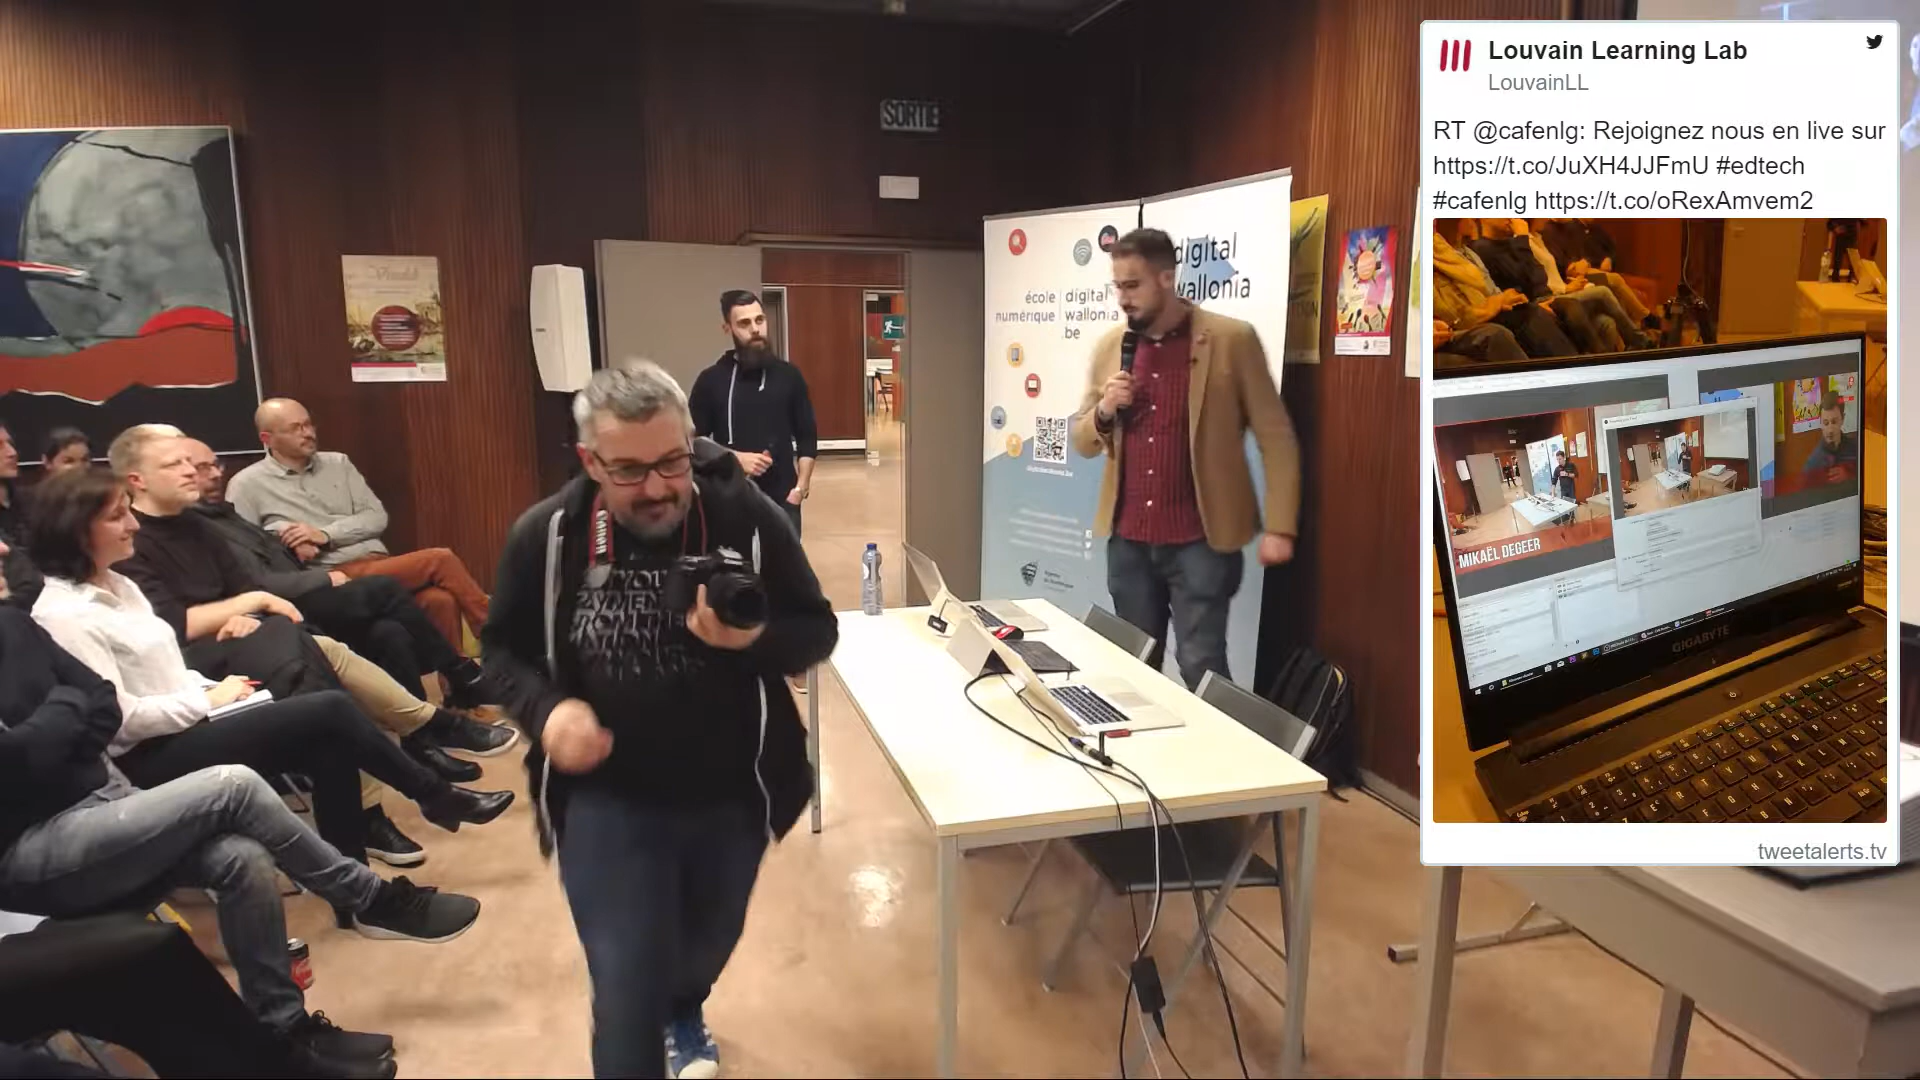 SORTIE
école
numérique
digital
wallonia
.be
digital
wallonia
Canon
Louvain Learning Lab
LouvainLL
RT @cafenlg: Rejoignez nous en live sur
https://t.co/JuXH4JJFmU #edtech
#cafenlg https://t.co/oRexAmvem2
MIKAËL DEGEER
GIGABYTE
tweetalerts.tv